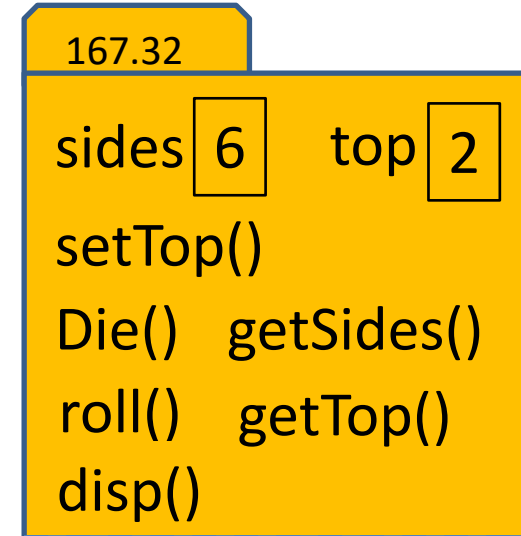 167.32
sides 6 top 2
setTop()
Die() getSides()
roll() getTop()
disp()